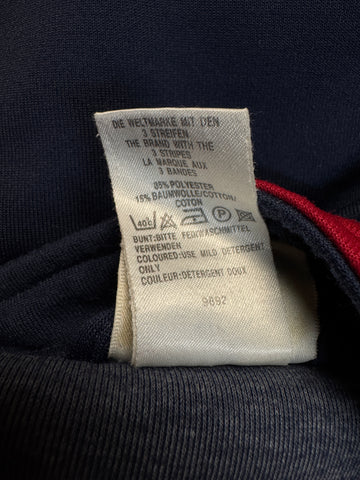 DIE WELTMARKE MIT DEN
3 STREIFEN
THE BRAND WITH THE
3 STRIPES
LA MARQUE AUX
3 BANDES
85% POLYESTER
15% BAUMWOLLE/COTTON/
COTON
40°C
BUNT:BITTE FEINWASCHMITTEL
VERWENDEN
COLOURED:USE MILD DETERGENT
ONLY
COULEUR:DETERGENT DOUX
9892